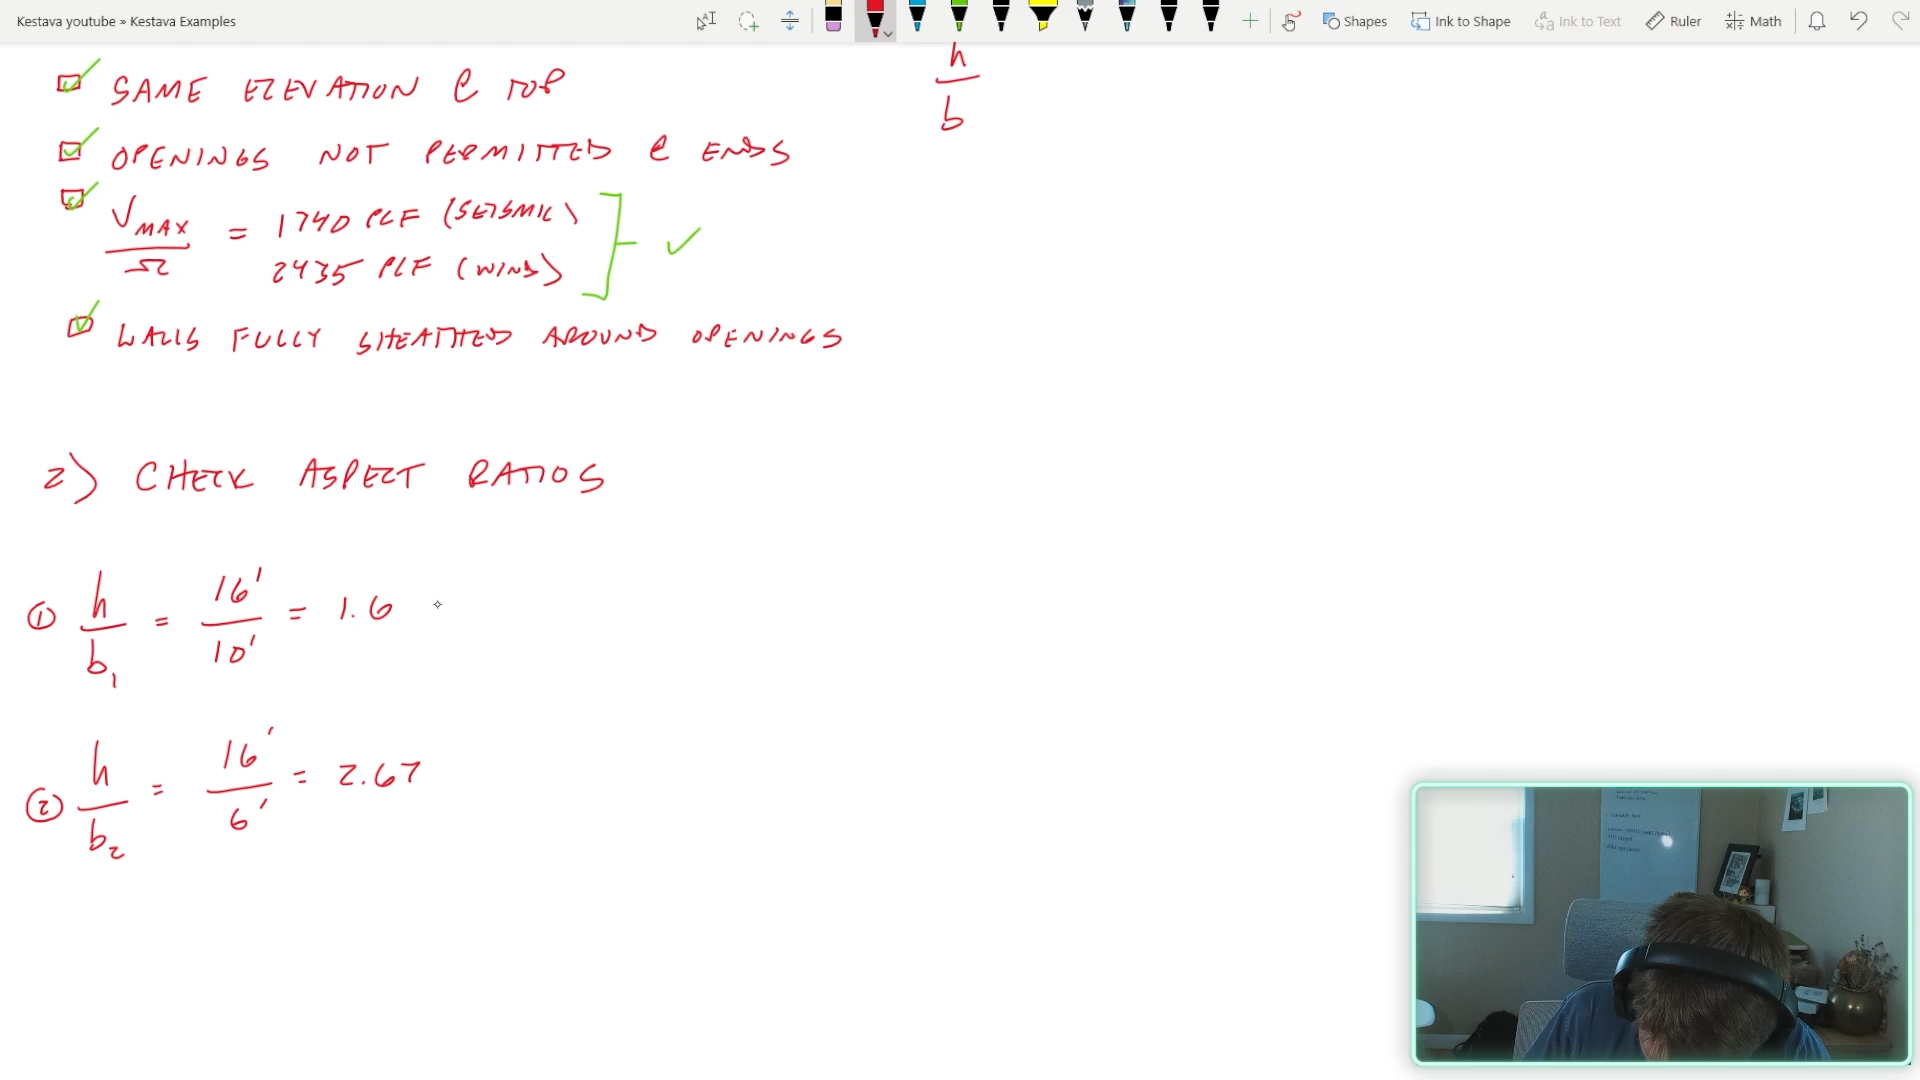 Kestava youtube » Kestava Examples
Shapes Ink to Shape Ink to Text Ruler Math
h
b
SAME ELEVATION @ TOP
OPENINGS NOT PERMITTED @ ENDS
VMAX
Ω
= 1740 PLF (SEISMIC)
2435 PLF (WIND)
WALLS FULLY SHEATHED AROUND OPENINGS
2) CHECK ASPECT RATIOS
① h/b₁ = 16'/10' = 1.6
② h/b₂ = 16'/6' = 2.67